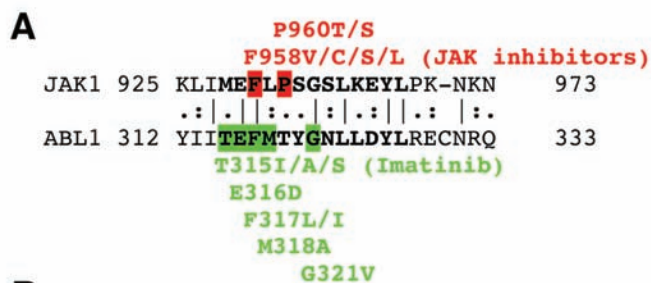 A
P960T/S
F958V/C/S/L (JAK inhibitors)
JAK1 925 KLIMEFLPSGSLKEYLPK-NKN 973
.:|.||:..|:|.:||.: |:.
ABL1 312 YIITEFMTYGNLLDYLRECNRQ 333
T315I/A/S (Imatinib)
E316D
F317L/I
M318A
G321V